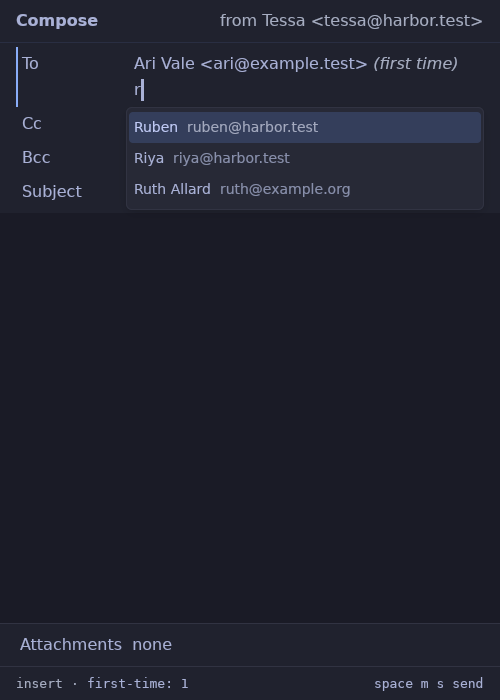 Compose from Tessa <tessa@harbor.test>
To Ari Vale <ari@example.test> (first time)
r
Cc
Ruben ruben@harbor.test
Bcc
Riya riya@harbor.test
Subject
Ruth Allard ruth@example.org
Attachments none
insert · first-time: 1 space m s send